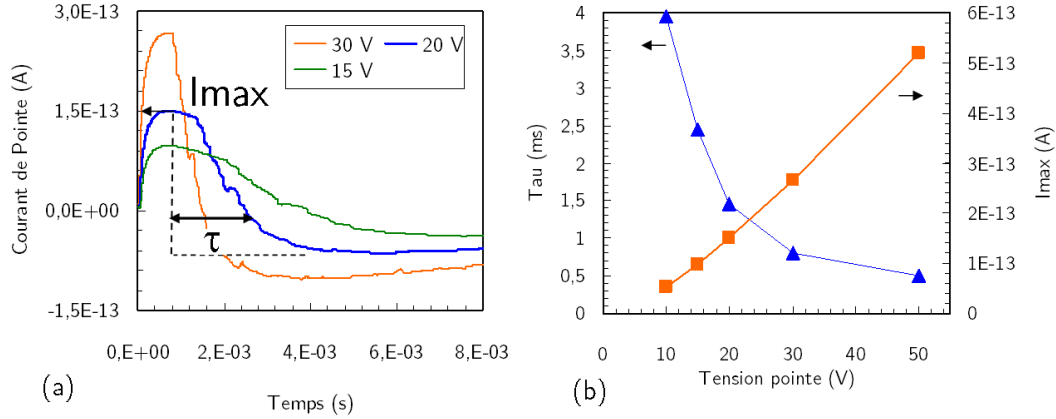 3,0E-13
1,5E-13
0,0E+00
-1,5E-13
Courant de Pointe (A)
30 V
20 V
15 V
Imax
τ
0,E+00
2,E-03
4,E-03
6,E-03
8,E-03
Temps (s)
(a)
4
3,5
3
2,5
2
1,5
1
0,5
0
Tau (ms)
6E-13
5E-13
4E-13
3E-13
2E-13
1E-13
0
Imax (A)
0
10
20
30
40
50
Tension pointe (V)
(b)